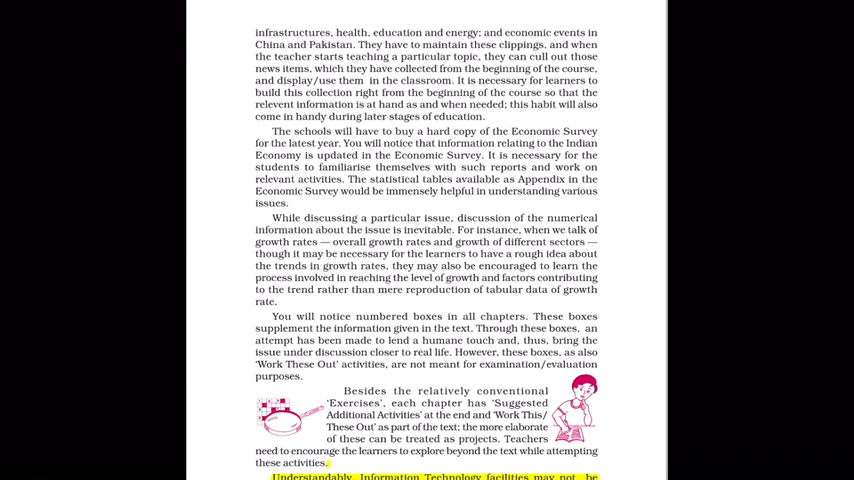 infrastructures, health, education and energy; and economic events in
China and Pakistan. They have to maintain these clippings, and when
the teacher starts teaching a particular topic, they can cull out those
news items, which they have collected from the beginning of the course,
and display/use them in the classroom. It is necessary for learners to
build this collection right from the beginning of the course so that the
relevent information is at hand as and when needed; this habit will also
come in handy during later stages of education.
The schools will have to buy a hard copy of the Economic Survey
for the latest year. You will notice that information relating to the Indian
Economy is updated in the Economic Survey. It is necessary for the
students to familiarise themselves with such reports and work on
relevant activities. The statistical tables available as Appendix in the
Economic Survey would be immensely helpful in understanding various
issues.
While discussing a particular issue, discussion of the numerical
information about the issue is inevitable. For instance, when we talk of
growth rates — overall growth rates and growth of different sectors —
though it may be necessary for the learners to have a rough idea about
the trends in growth rates, they may also be encouraged to learn the
process involved in reaching the level of growth and factors contributing
to the trend rather than mere reproduction of tabular data of growth
rate.
You will notice numbered boxes in all chapters. These boxes
supplement the information given in the text. Through these boxes, an
attempt has been made to lend a humane touch and, thus, bring the
issue under discussion closer to real life. However, these boxes, as also
‘Work These Out’ activities, are not meant for examination/evaluation
purposes.
Besides the relatively conventional
‘Exercises’, each chapter has ‘Suggested
Additional Activities’ at the end and ‘Work This/
These Out’ as part of the text; the more elaborate
of these can be treated as projects. Teachers
need to encourage the learners to explore beyond the text while attempting
these activities.
Understandably, Information Technology facilities may not be